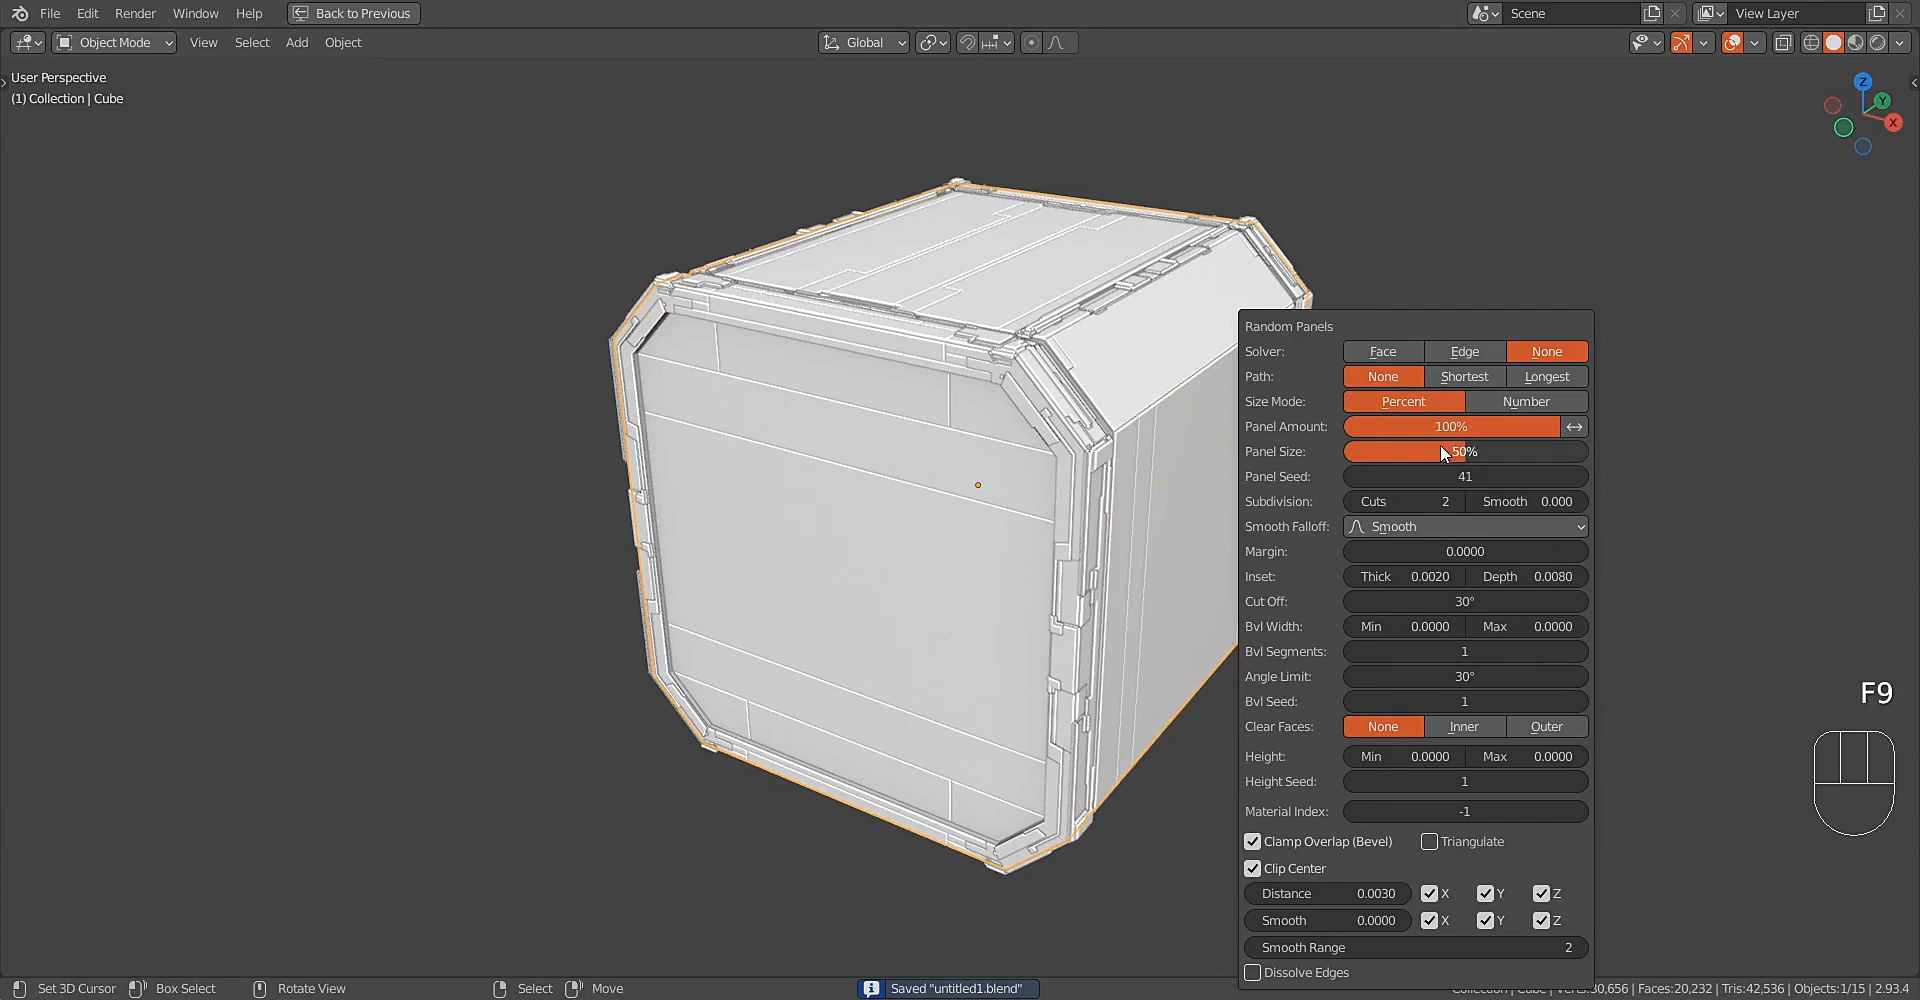 File Edit Render Window Help Back to Previous Scene View Layer
Object Mode View Select Add Object Global
User Perspective
(1) Collection | Cube
Z
Y
X
Random Panels
Solver: Face Edge None
Path: None Shortest Longest
Size Mode: Percent Number
Panel Amount: 100%
Panel Size: 50%
Panel Seed: 41
Subdivision: Cuts 2 Smooth 0.000
Smooth Falloff: Smooth
Margin: 0.0000
Inset: Thick 0.0020 Depth 0.0080
Cut Off: 30°
Bvl Width: Min 0.0000 Max 0.0000
Bvl Segments: 1
Angle Limit: 30°
Bvl Seed: 1
F9
Clear Faces: None Inner Outer
Height: Min 0.0000 Max 0.0000
Height Seed: 1
Material Index: -1
Clamp Overlap (Bevel) Triangulate
Clip Center
Distance 0.0030 X Y Z
Smooth 0.0000 X Y Z
Smooth Range 2
Dissolve Edges
Set 3D Cursor Box Select Rotate View Select Move Saved "untitled1.blend" Collection | Cube | Verts:30,656 | Faces:20,232 | Tris:42,536 | Objects:1/15 | 2.93.4